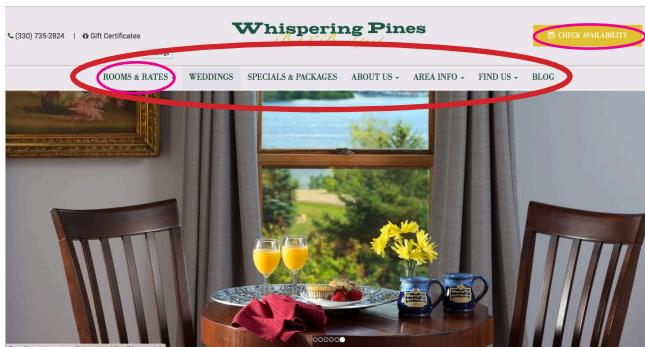 (330) 735-2824 | Gift Certificates
Whispering Pines
CHECK AVAILABILITY
ROOMS & RATES WEDDINGS SPECIALS & PACKAGES ABOUT US AREA INFO FIND US BLOG